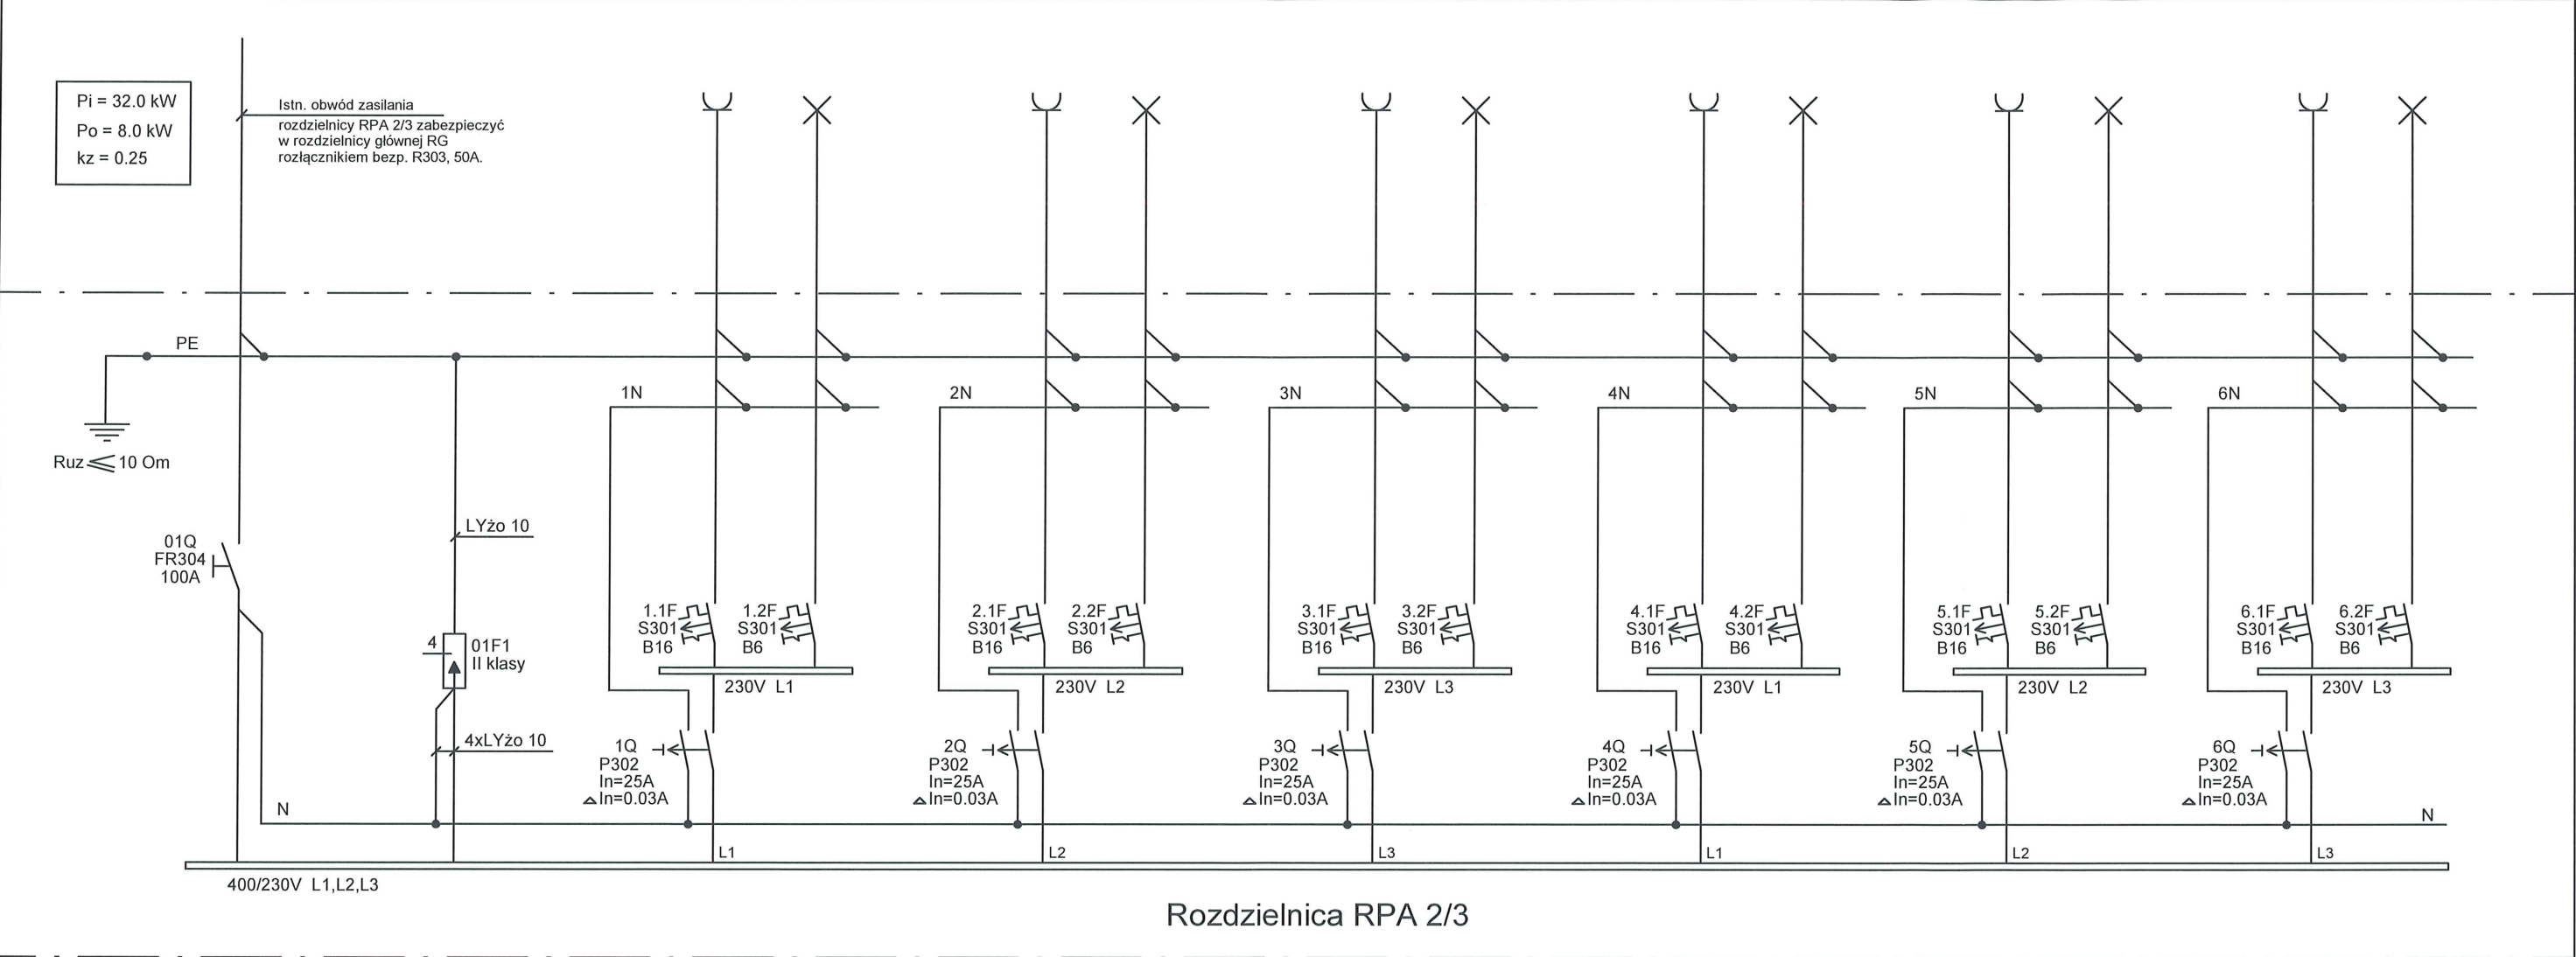 Pi = 32.0 kW
Po = 8.0 kW
kz = 0.25
Istn. obwód zasilania
rozdzielnicy RPA 2/3 zabezpieczyć
w rozdzielnicy głównej RG
rozłącznikiem bezp. R303, 50A.
PE
Ruz ≤ 10 Om
01Q
FR304
100A
LYżo 10
4
01F1
II klasy
4xLYżo 10
N
1N
1.1F
S301
B16
1.2F
S301
B6
230V L1
1Q
P302
In=25A
△In=0.03A
L1
2N
2.1F
S301
B16
2.2F
S301
B6
230V L2
2Q
P302
In=25A
△In=0.03A
L2
3N
3.1F
S301
B16
3.2F
S301
B6
230V L3
3Q
P302
In=25A
△In=0.03A
L3
4N
4.1F
S301
B16
4.2F
S301
B6
230V L1
4Q
P302
In=25A
△In=0.03A
L1
5N
5.1F
S301
B16
5.2F
S301
B6
230V L2
5Q
P302
In=25A
△In=0.03A
L2
6N
6.1F
S301
B16
6.2F
S301
B6
230V L3
6Q
P302
In=25A
△In=0.03A
L3
N
400/230V L1,L2,L3
Rozdzielnica RPA 2/3